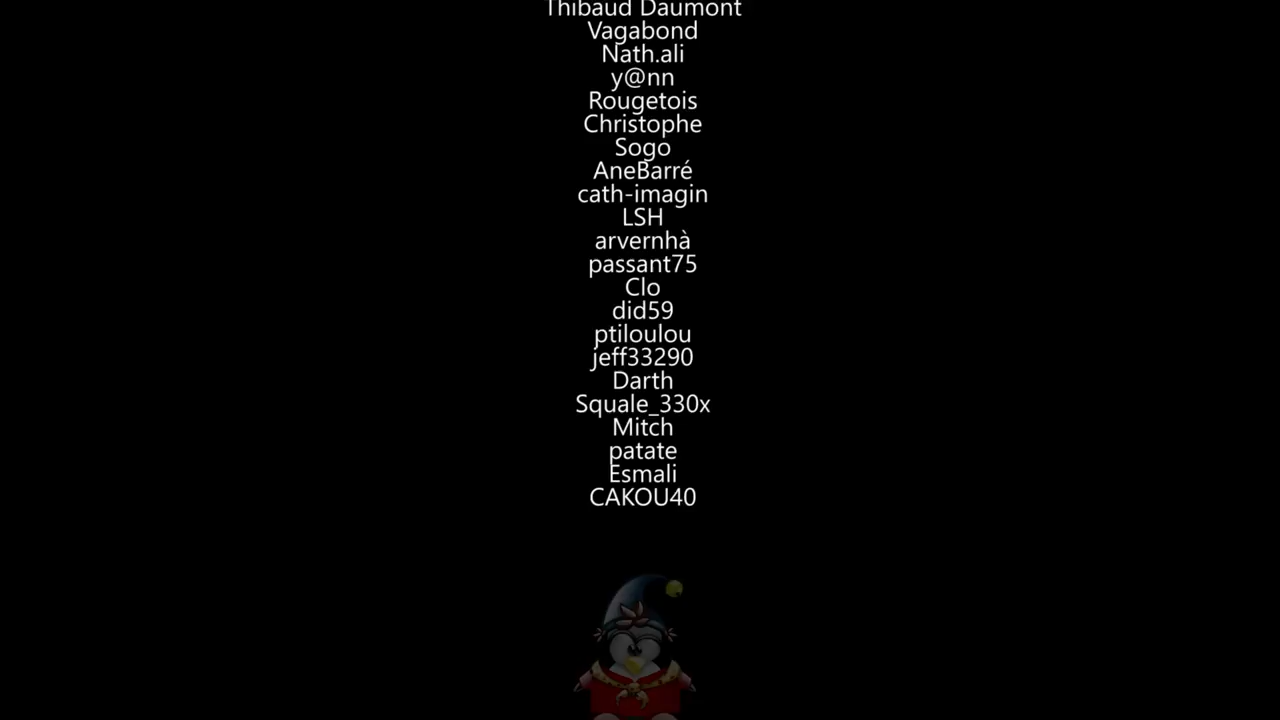 Thibaud Daumont
Vagabond
Nath.ali
y@nn
Rougetois
Christophe
Sogo
AneBarré
cath-imagin
LSH
arvernhà
passant75
Clo
did59
ptiloulou
jeff33290
Darth
Squale_330x
Mitch
patate
Esmali
CAKOU40